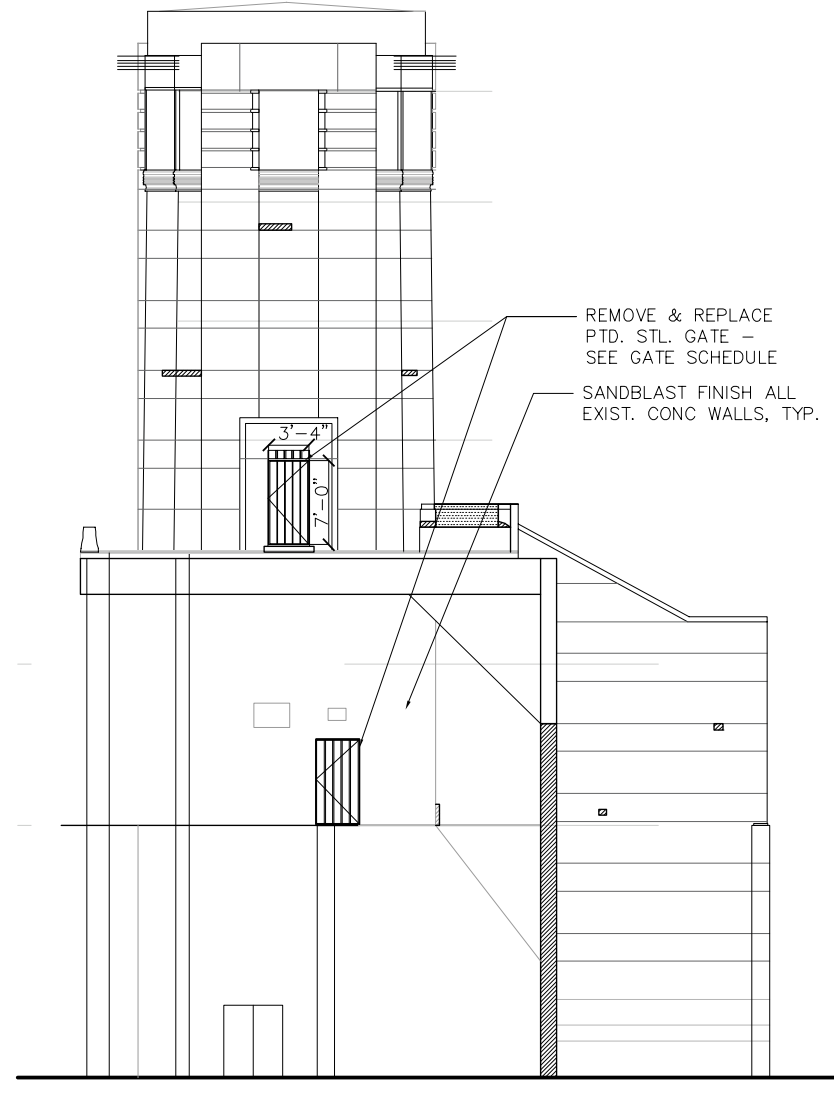 REMOVE & REPLACE
PTD. STL. GATE –
SEE GATE SCHEDULE
SANDBLAST FINISH ALL
EXIST. CONC WALLS, TYP.
3'–4"
7'–0"